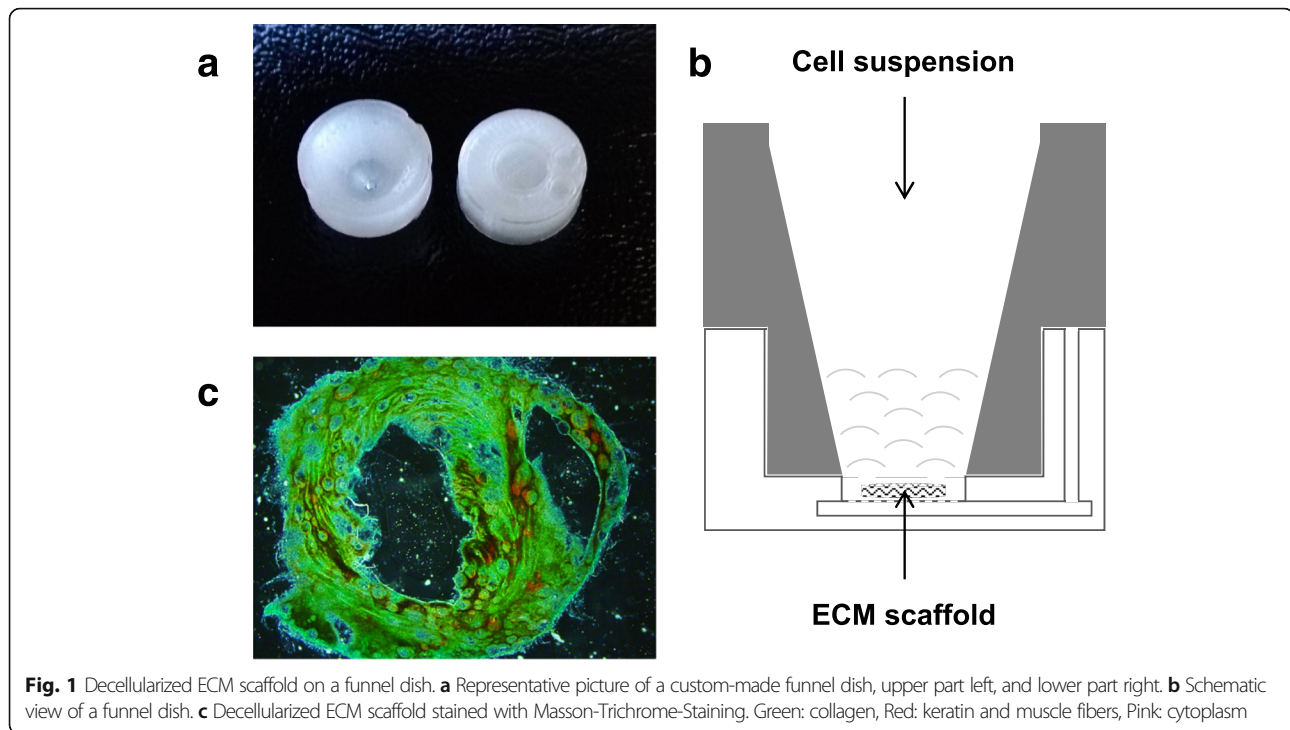 a
b
Cell suspension
c
ECM scaffold
Fig. 1 Decellularized ECM scaffold on a funnel dish. a Representative picture of a custom-made funnel dish, upper part left, and lower part right. b Schematic
view of a funnel dish. c Decellularized ECM scaffold stained with Masson-Trichrome-Staining. Green: collagen, Red: keratin and muscle fibers, Pink: cytoplasm